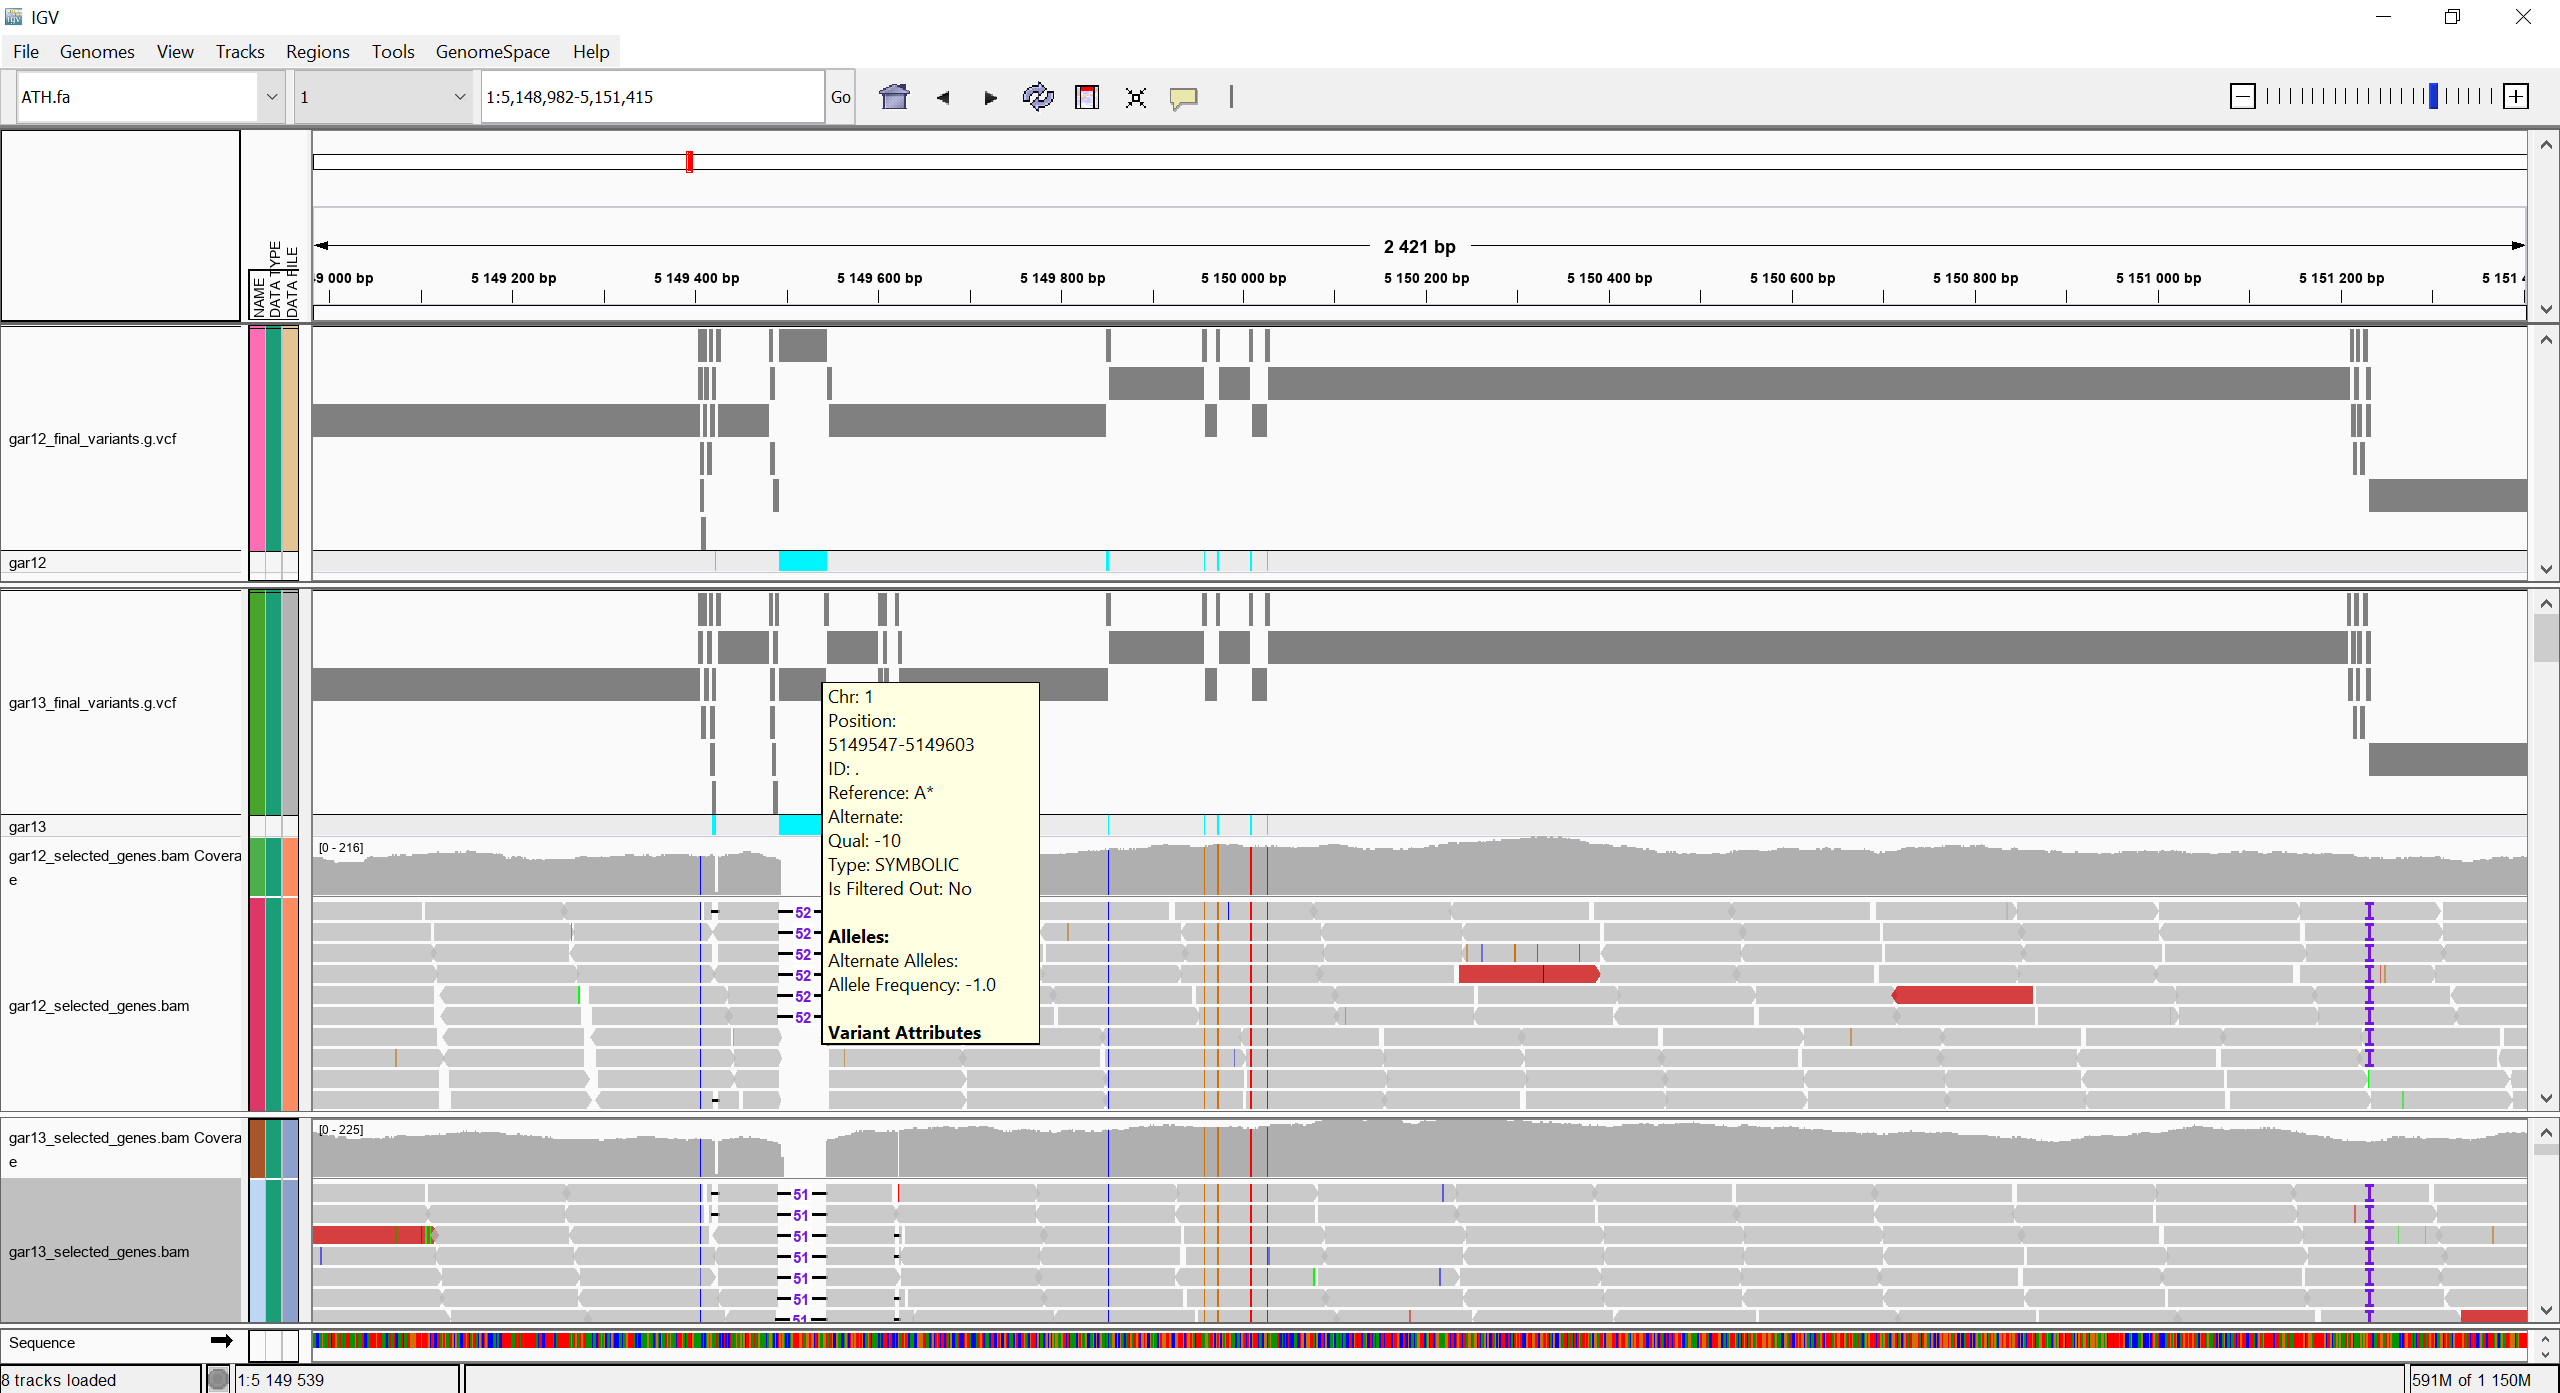 IGV
File Genomes View Tracks Regions Tools GenomeSpace Help
ATH.fa 1 1:5,148,982-5,151,415 Go
NAME
DATA TYPE
DATA FILE
2 421 bp
9 000 bp 5 149 200 bp 5 149 400 bp 5 149 600 bp 5 149 800 bp 5 150 000 bp 5 150 200 bp 5 150 400 bp 5 150 600 bp 5 150 800 bp 5 151 000 bp 5 151 200 bp 5 151 4
gar12_final_variants.g.vcf
gar12
gar13_final_variants.g.vcf
gar13
Chr: 1
Position:
5149547-5149603
ID: .
Reference: A*
Alternate:
Qual: -10
Type: SYMBOLIC
Is Filtered Out: No
Alleles:
Alternate Alleles:
Allele Frequency: -1.0
Variant Attributes
gar12_selected_genes.bam Covera
e
[0 - 216]
52
52
52
52
52
52
gar12_selected_genes.bam
gar13_selected_genes.bam Covera
e
[0 - 225]
51
51
51
51
51
51
51
gar13_selected_genes.bam
Sequence
8 tracks loaded 1:5 149 539 591M of 1 150M